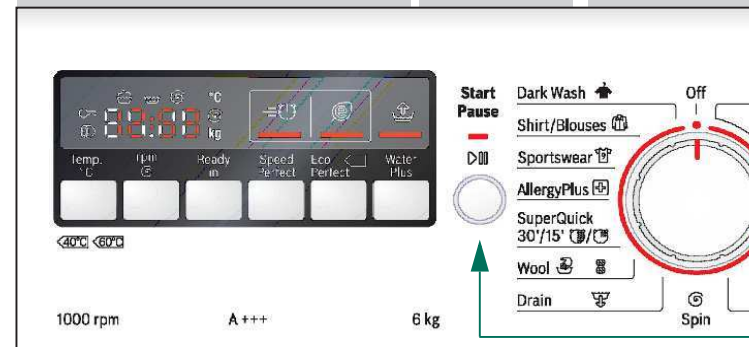 °C
kg
Temp. °C
rpm
Ready in
Speed Perfect
Eco Perfect
Water Plus
<40°C <60°C
1000 rpm
A+++
6 kg
Start
Pause
Dark Wash
Shirt/Blouses
Sportswear
AllergyPlus
SuperQuick
30'/15'
Wool
Drain
Off
Spin